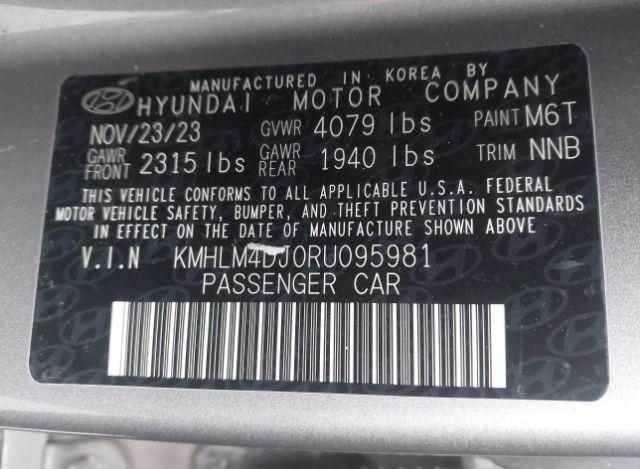 MANUFACTURED IN KOREA BY
HYUNDAI MOTOR COMPANY
NOV/23/23 GVWR 4079 lbs PAINT M6T
GAWR FRONT 2315 lbs GAWR REAR 1940 lbs TRIM NNB
THIS VEHICLE CONFORMS TO ALL APPLICABLE U.S.A. FEDERAL
MOTOR VEHICLE SAFETY, BUMPER, AND THEFT PREVENTION STANDARDS
IN EFFECT ON THE DATE OF MANUFACTURE SHOWN ABOVE
V.I.N KMHLM4DJ0RU095981
PASSENGER CAR